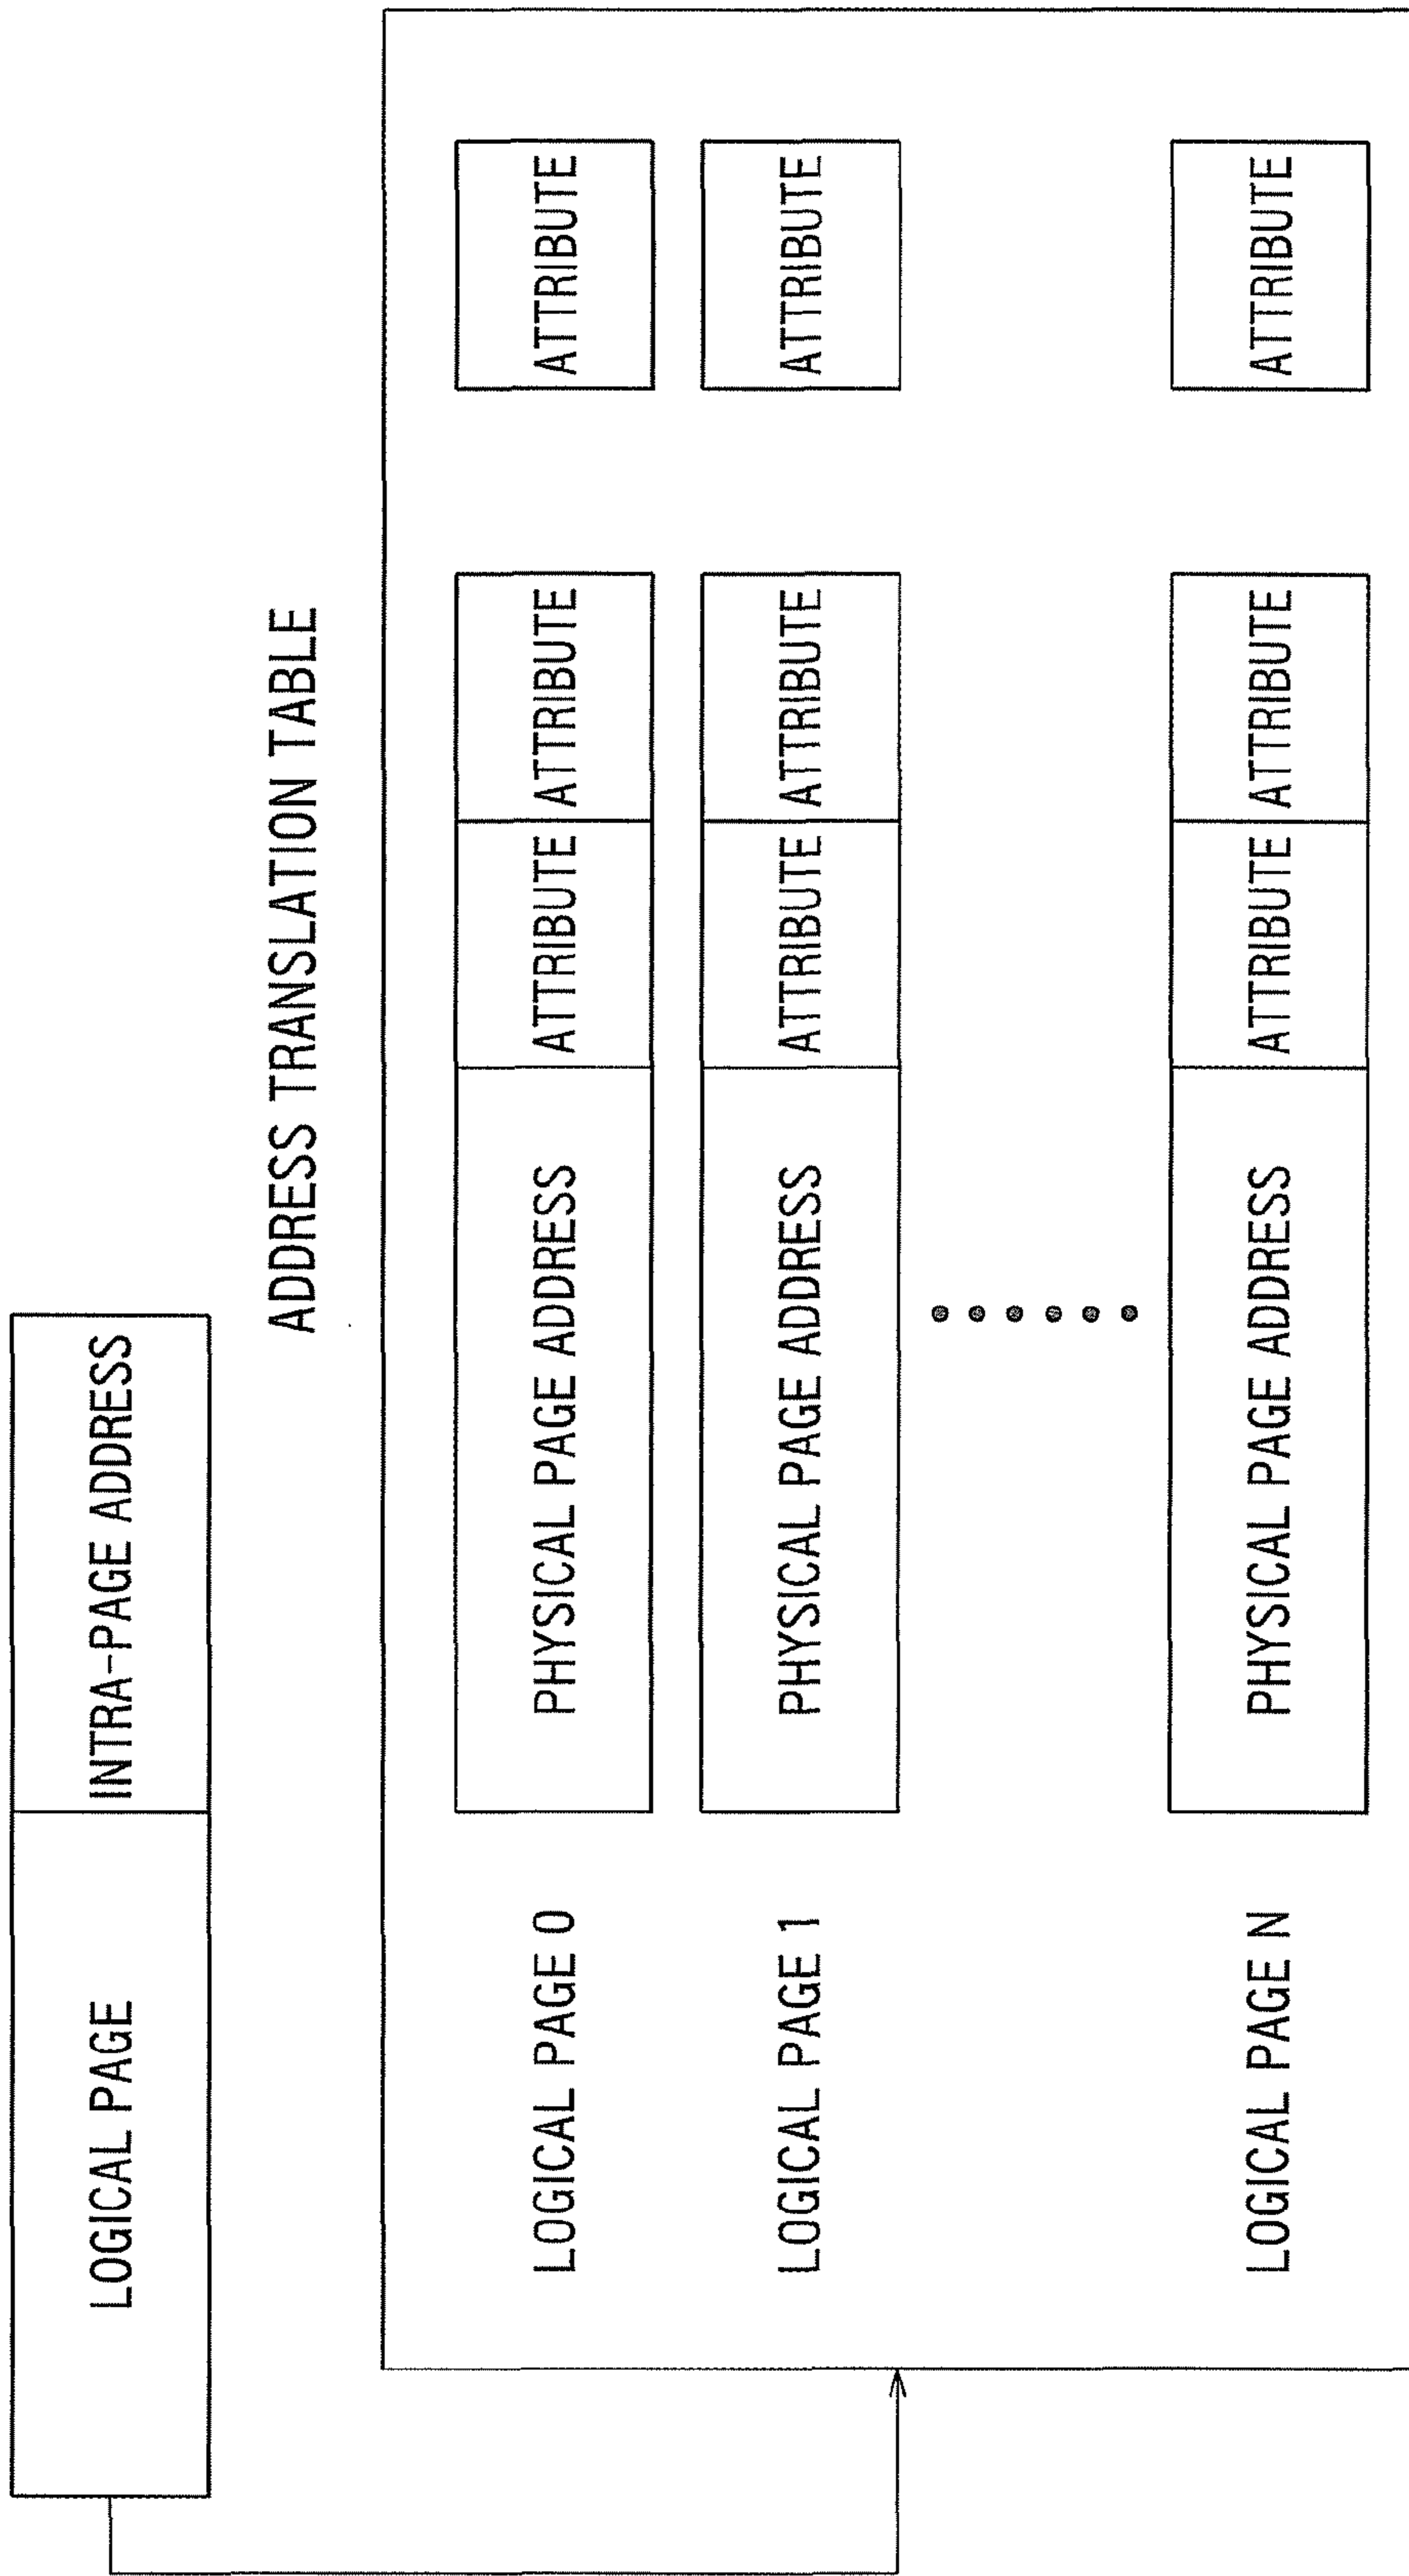 LOGICAL PAGE INTRA-PAGE ADDRESS
ADDRESS TRANSLATION TABLE
LOGICAL PAGE 0 PHYSICAL PAGE ADDRESS ATTRIBUTE ATTRIBUTE ATTRIBUTE
LOGICAL PAGE 1 PHYSICAL PAGE ADDRESS ATTRIBUTE ATTRIBUTE ATTRIBUTE
LOGICAL PAGE N PHYSICAL PAGE ADDRESS ATTRIBUTE ATTRIBUTE ATTRIBUTE